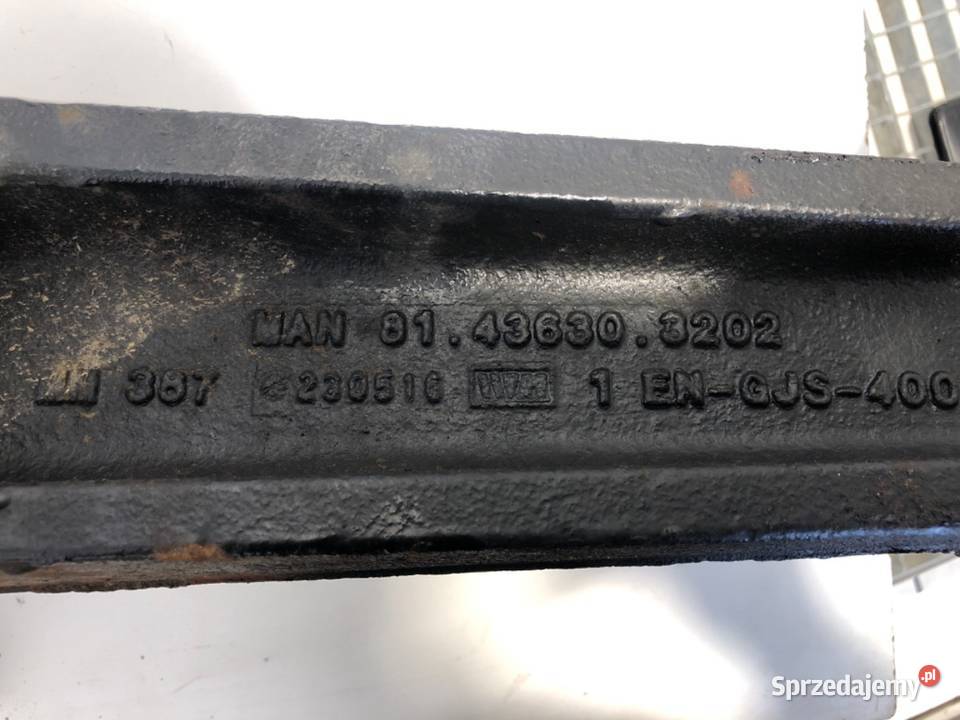 MAN 81.43630.3202
387 230516 1 EN-GJS-400
Sprzedajemy.pl